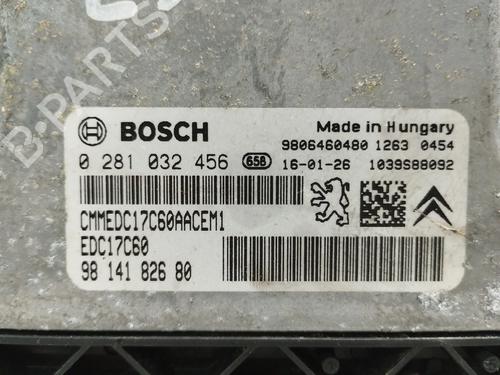 BOSCH
Made in Hungary
9806460480 1263 0454
0 281 032 456 658 16-01-26 1039S88092
CMMEDC17C60AACEM1
EDC17C60
98 141 826 80
B-PARTS